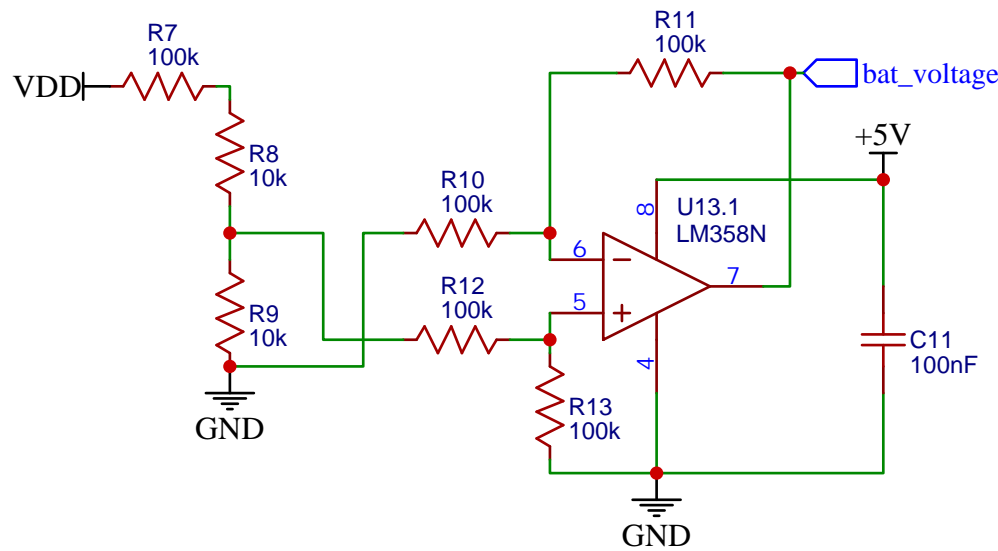 R7
100k
VDD
R8
10k
R9
10k
GND
R10
100k
R12
100k
R11
100k
bat_voltage
+5V
U13.1
LM358N
8
6
5
7
4
R13
100k
C11
100nF
GND